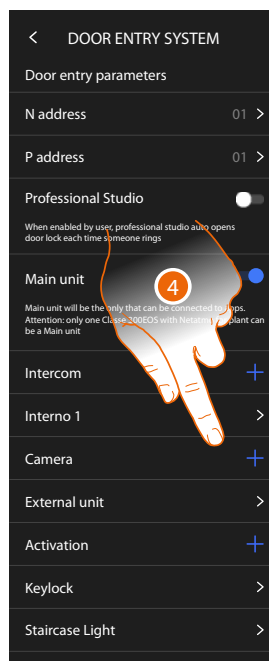 DOOR ENTRY SYSTEM
Door entry parameters
N address 01
P address 01
Professional Studio
When enabled by user, professional studio auto opens
door lock each time someone rings
Main unit
4
Main unit will be the only that can be connected to
Attention: only one Classe 300EOS with plant can
be a Main unit
Intercom
Interno 1
Camera
External unit
Activation
Keylock
Staircase Light